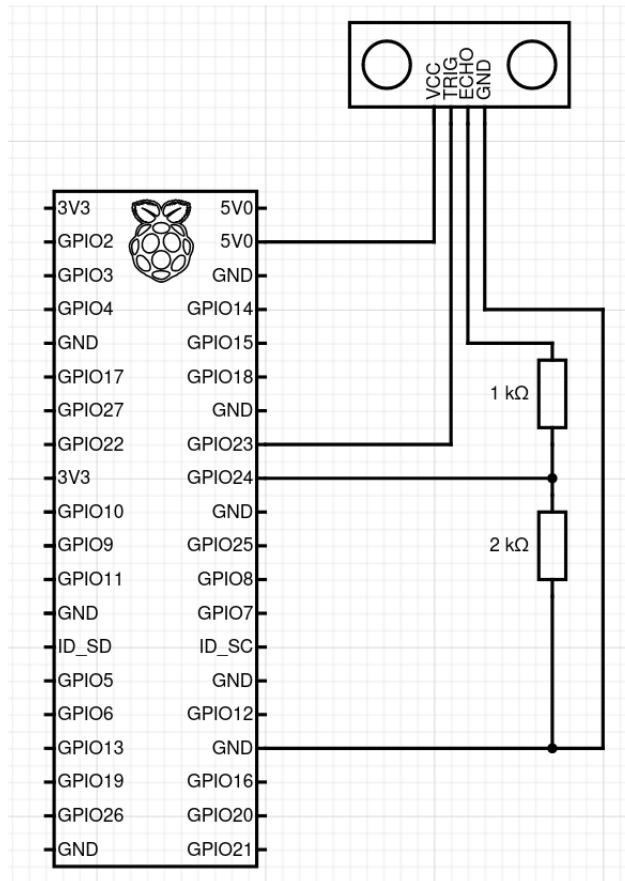 VCC
TRIG
ECHO
GND
3V3 5V0
GPIO2 5V0
GPIO3 GND
GPIO4 GPIO14
GND GPIO15
GPIO17 GPIO18
GPIO27 GND
GPIO22 GPIO23
3V3 GPIO24
GPIO10 GND
GPIO9 GPIO25
GPIO11 GPIO8
GND GPIO7
ID_SD ID_SC
GPIO5 GND
GPIO6 GPIO12
GPIO13 GND
GPIO19 GPIO16
GPIO26 GPIO20
GND GPIO21
1 kΩ
2 kΩ